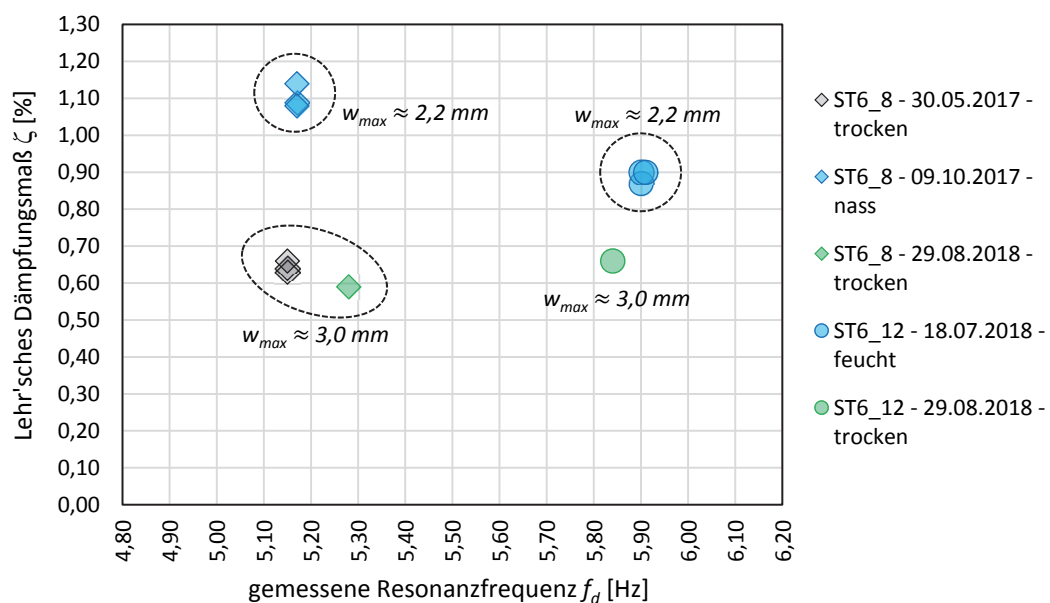 1,30
1,20
1,10
1,00
0,90
0,80
0,70
0,60
0,50
0,40
0,30
0,20
0,10
0,00
Lehr'sches Dämpfungsmaß ζ [%]
w_max ≈ 2,2 mm
w_max ≈ 2,2 mm
w_max ≈ 3,0 mm
w_max ≈ 3,0 mm
4,80
4,90
5,00
5,10
5,20
5,30
5,40
5,50
5,60
5,70
5,80
5,90
6,00
6,10
6,20
gemessene Resonanzfrequenz f_d [Hz]
ST6_8 - 30.05.2017 -
trocken
ST6_8 - 09.10.2017 -
nass
ST6_8 - 29.08.2018 -
trocken
ST6_12 - 18.07.2018 -
feucht
ST6_12 - 29.08.2018 -
trocken